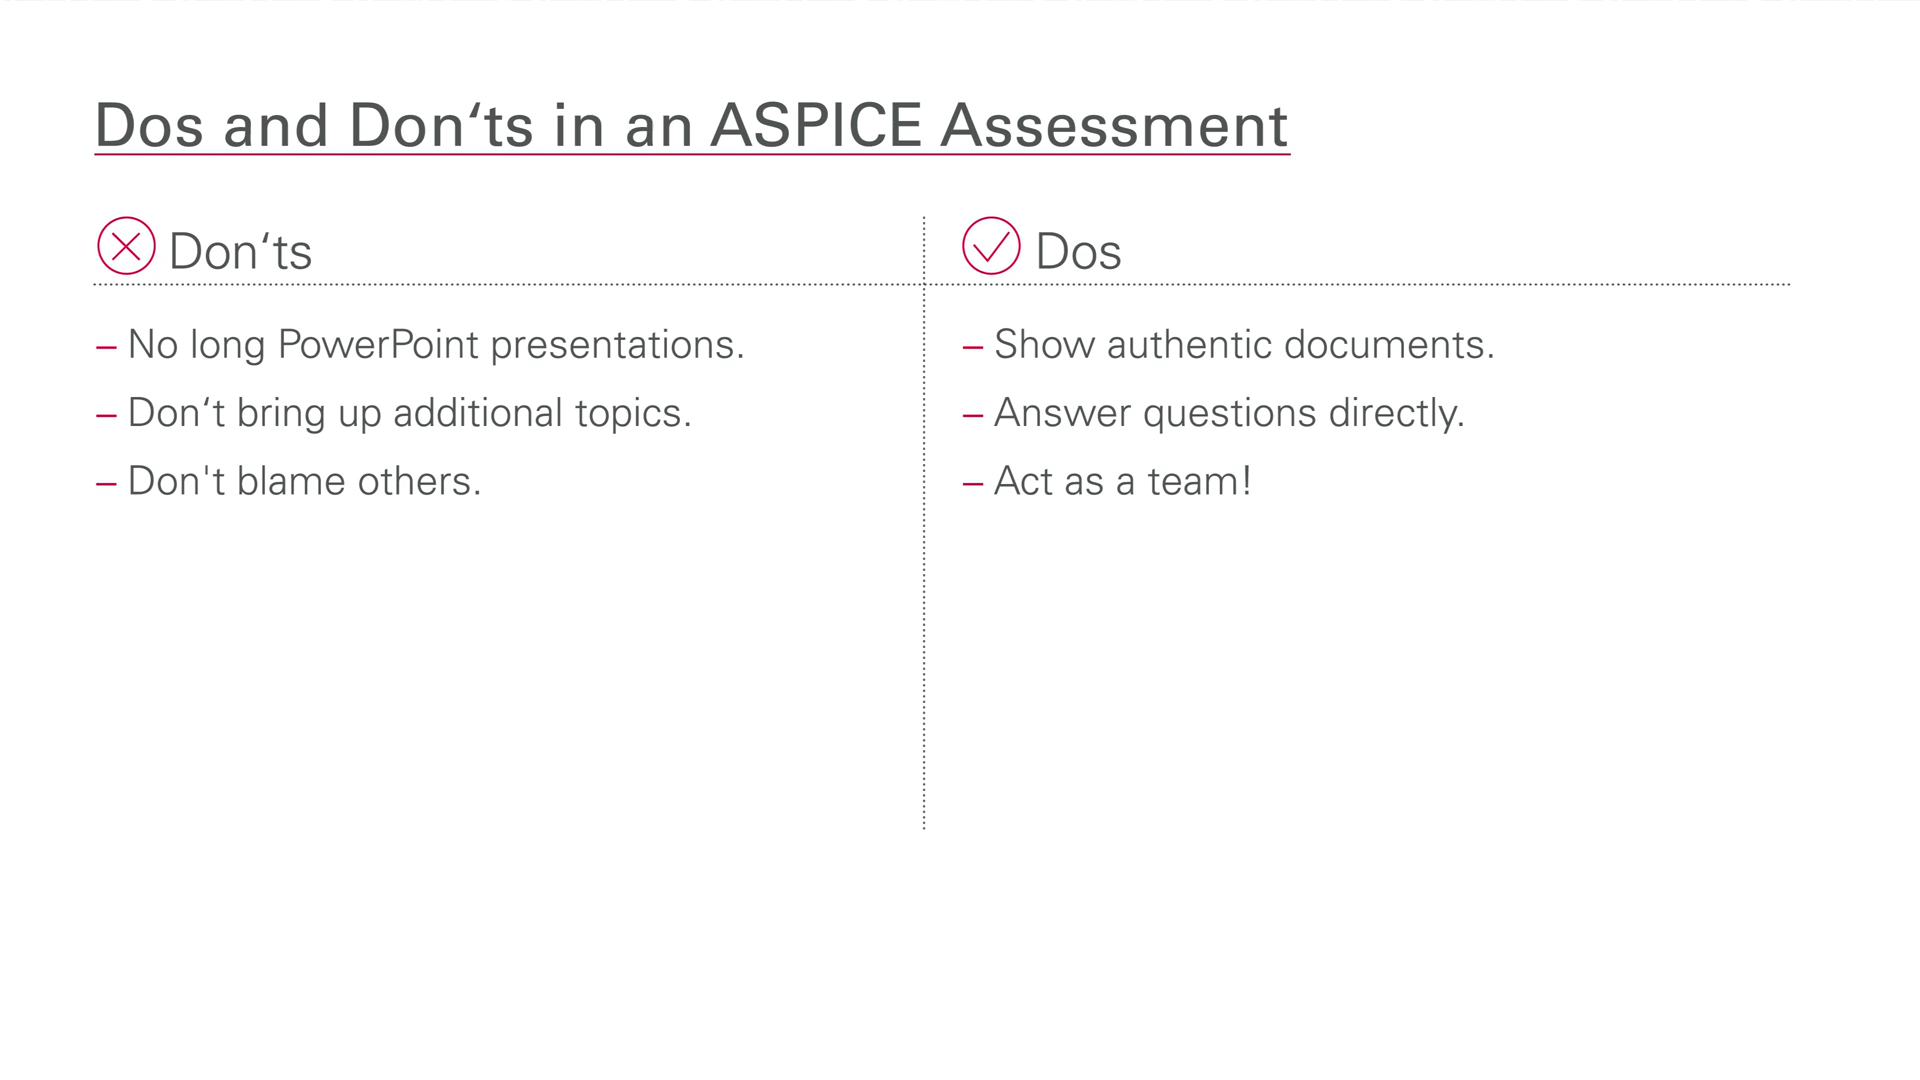 Dos and Don‘ts in an ASPICE Assessment
Don‘ts
– No long PowerPoint presentations.
– Don‘t bring up additional topics.
– Don't blame others.
Dos
– Show authentic documents.
– Answer questions directly.
– Act as a team!